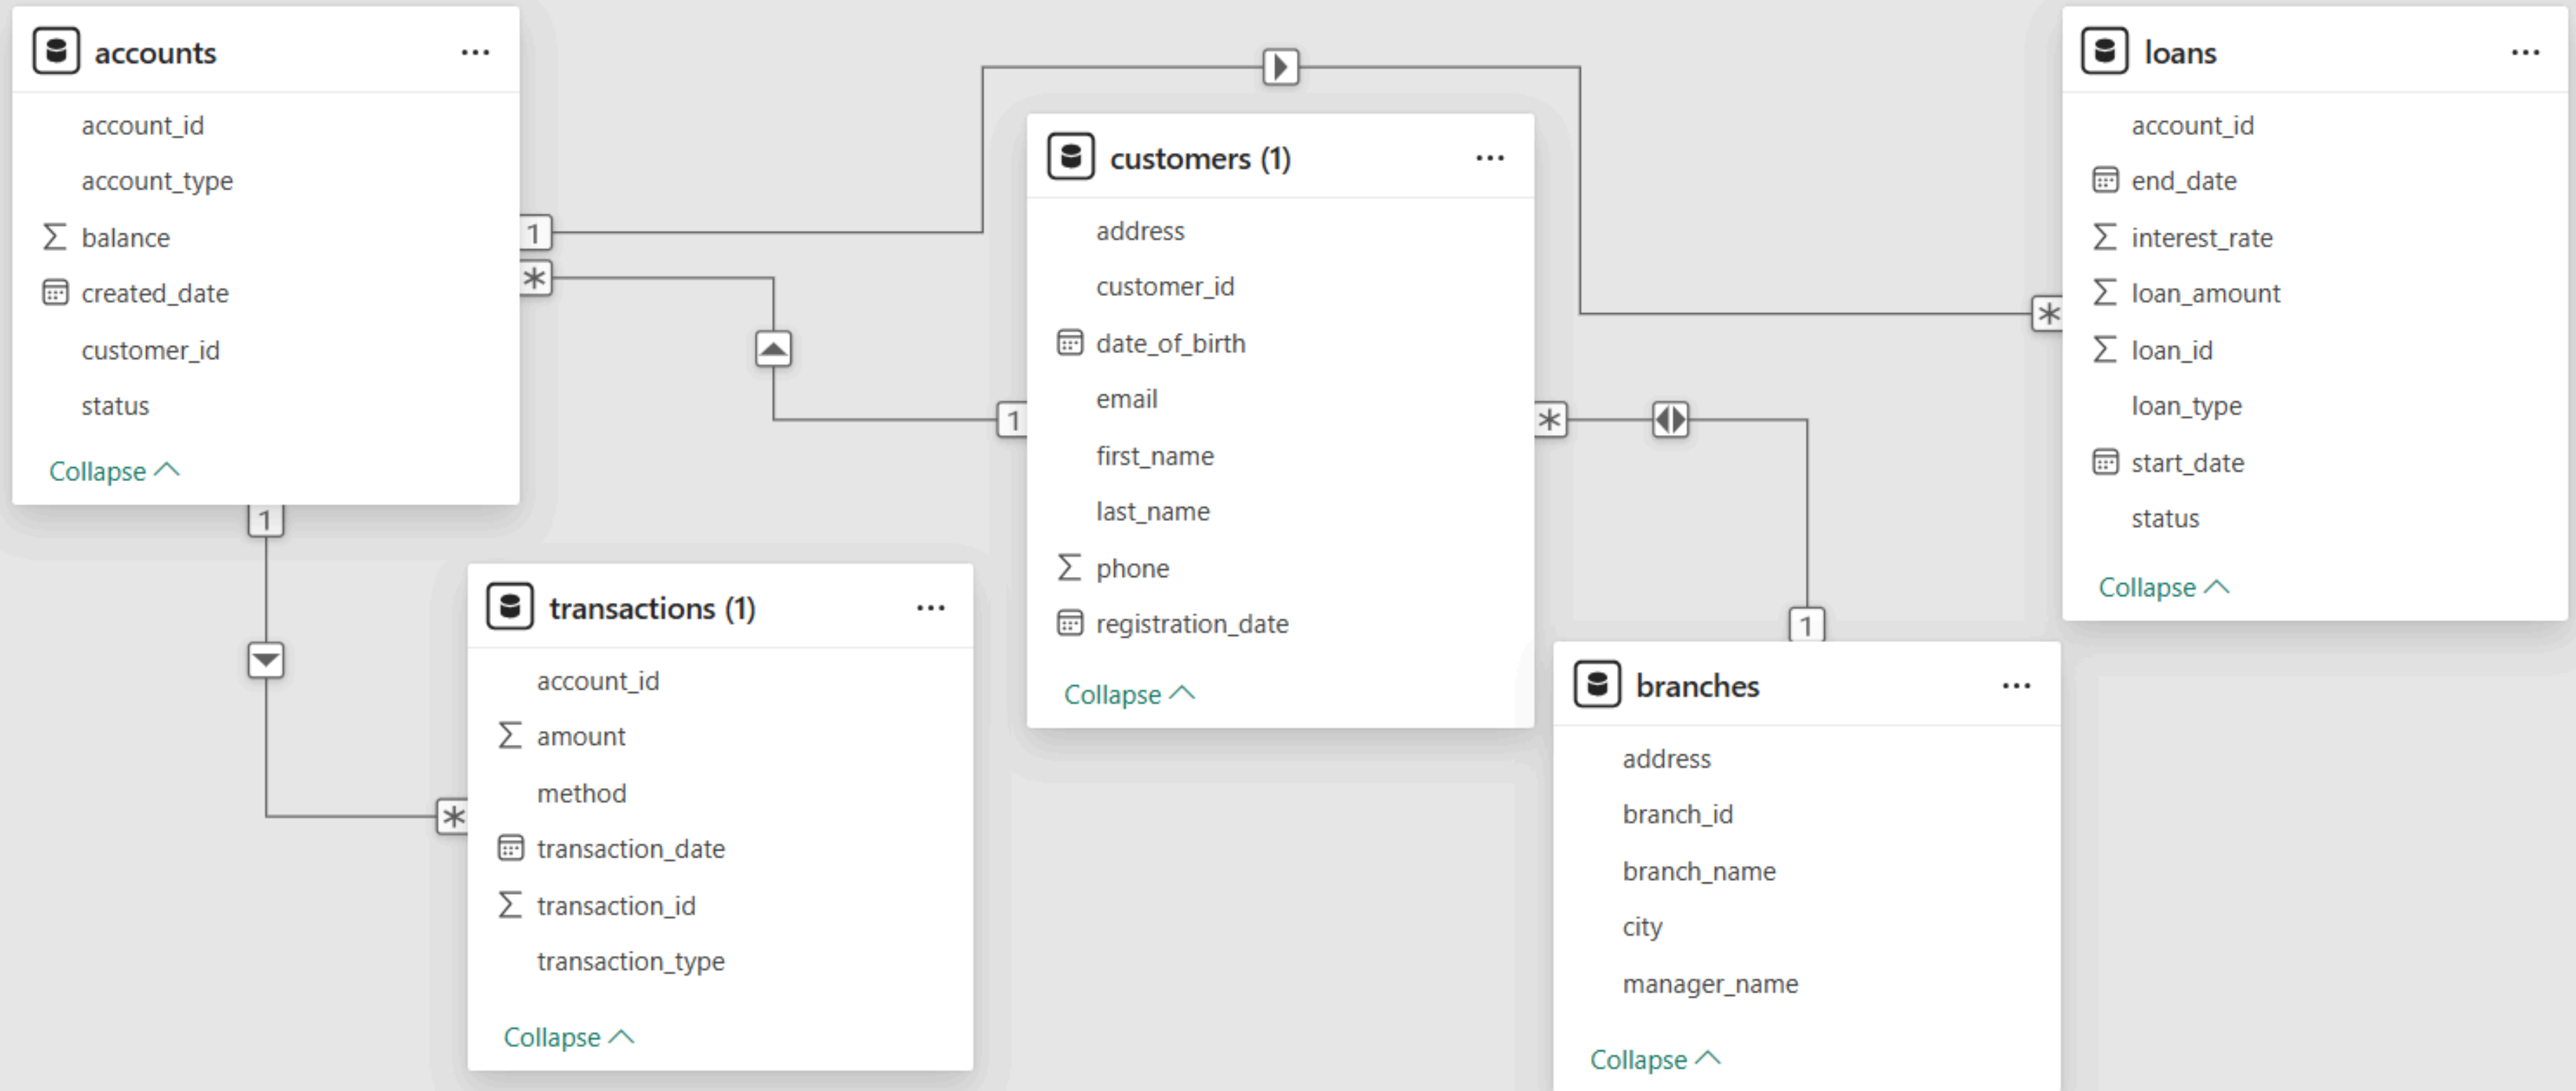 accounts
account_id
account_type
balance
created_date
customer_id
status
Collapse
1
*
1
customers (1)
address
customer_id
date_of_birth
email
first_name
last_name
phone
registration_date
Collapse
1
*
loans
account_id
end_date
interest_rate
loan_amount
loan_id
loan_type
start_date
status
Collapse
*
transactions (1)
account_id
amount
method
transaction_date
transaction_id
transaction_type
Collapse
*
1
branches
address
branch_id
branch_name
city
manager_name
Collapse